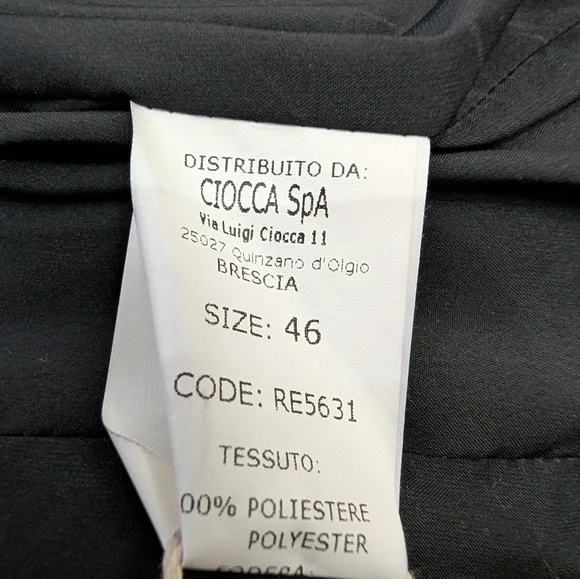 DISTRIBUITO DA:
CIOCCA SpA
Via Luigi Ciocca 11
25027 Quinzano d'Olgio
BRESCIA
SIZE: 46
CODE: RE5631
TESSUTO:
00% POLIESTERE
POLYESTER